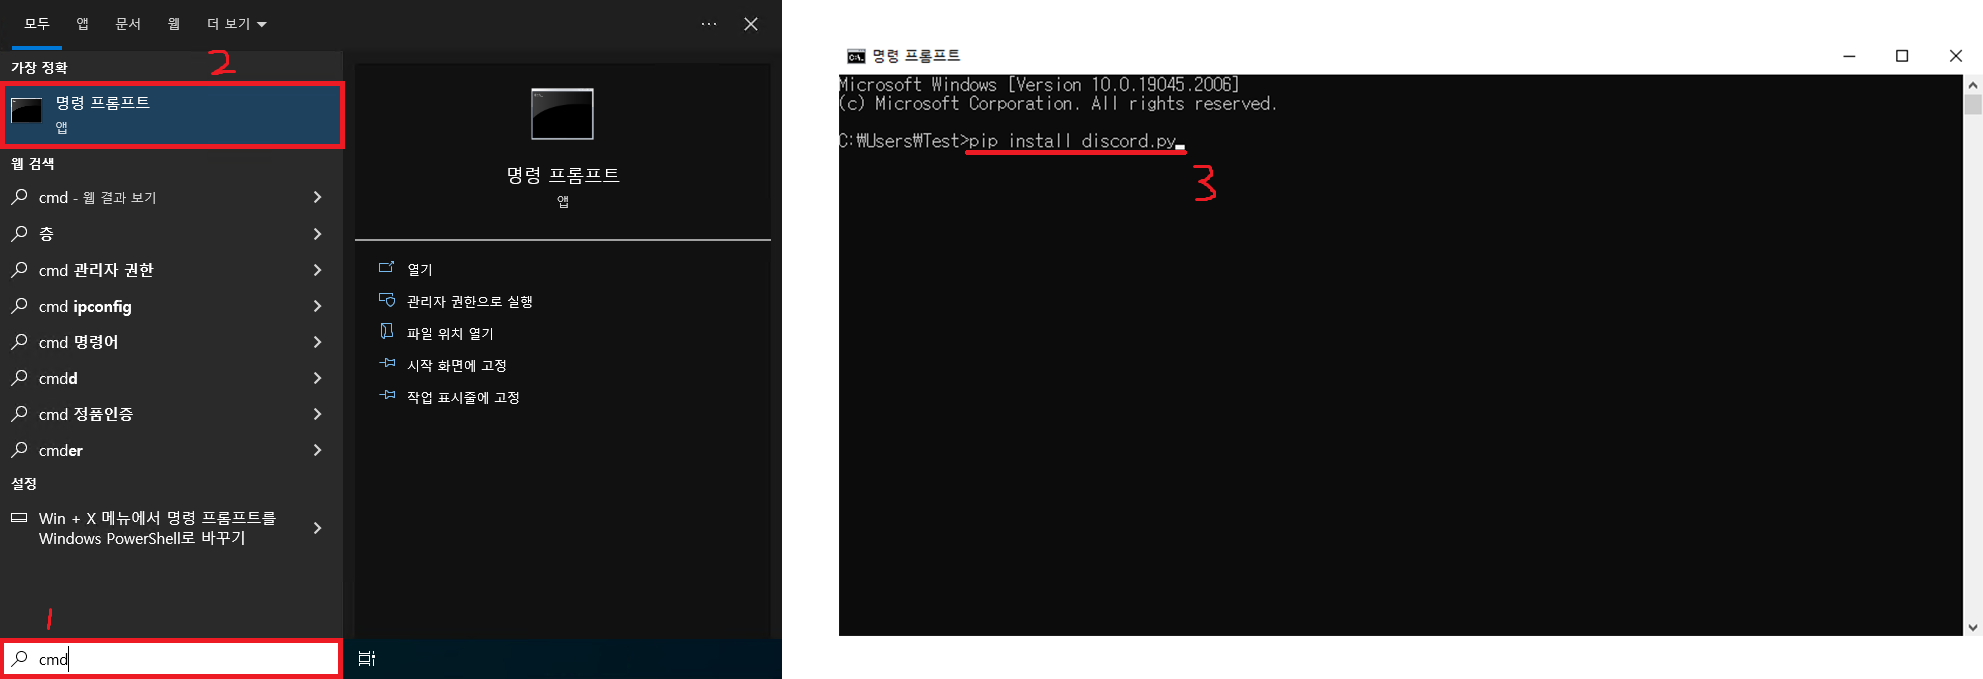 모두 앱 문서 웹 더 보기
2
가장 정확
명령 프롬프트
앱
웹 검색
cmd - 웹 결과 보기
층
cmd 관리자 권한
cmd ipconfig
cmd 명령어
cmdd
cmd 정품인증
cmder
설정
Win + X 메뉴에서 명령 프롬프트를
Windows PowerShell로 바꾸기
1
cmd
명령 프롬프트
앱
열기
관리자 권한으로 실행
파일 위치 열기
시작 화면에 고정
작업 표시줄에 고정
C:\. 명령 프롬프트
Microsoft Windows [Version 10.0.19045.2006]
(c) Microsoft Corporation. All rights reserved.
C:₩Users₩Test>pip install discord.py
3